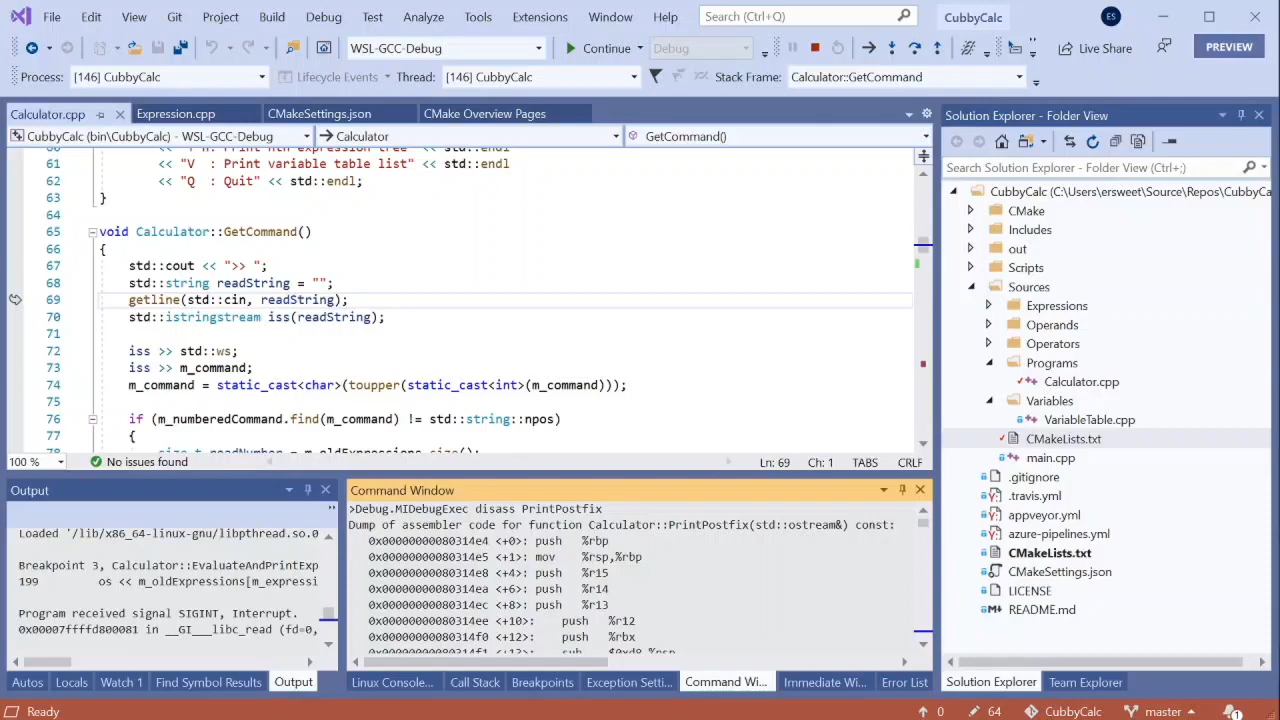 File Edit View Git Project Build Debug Test Analyze Tools Extensions Window Help Search (Ctrl+Q) CubbyCalc ES
WSL-GCC-Debug Continue Debug Live Share PREVIEW
Process: [146] CubbyCalc Lifecycle Events Thread: [146] CubbyCalc Stack Frame: Calculator::GetCommand
Calculator.cpp Expression.cpp CMakeSettings.json CMake Overview Pages
CubbyCalc (bin\CubbyCalc) - WSL-GCC-Debug Calculator GetCommand()
61 << "V : Print variable table list" << std::endl
62 << "Q : Quit" << std::endl;
63 }
64
65 void Calculator::GetCommand()
66 {
67 std::cout << ">> ";
68 std::string readString = "";
69 getline(std::cin, readString);
70 std::istringstream iss(readString);
71
72 iss >> std::ws;
73 iss >> m_command;
74 m_command = static_cast<char>(toupper(static_cast<int>(m_command)));
75
76 if (m_numberedCommand.find(m_command) != std::string::npos)
77 {
78 size_t readNumber = m_oldExpressions.size();
100 % No issues found Ln: 69 Ch: 1 TABS CRLF
Output
Loaded '/lib/x86_64-linux-gnu/libpthread.so.0
Breakpoint 3, Calculator::EvaluateAndPrintExp
199 os << m_oldExpressions[m_expressi
Program received signal SIGINT, Interrupt.
0x00007ffffd800081 in __GI___libc_read (fd=0,
Autos Locals Watch 1 Find Symbol Results Output
Command Window
>Debug.MIDebugExec disass PrintPostfix
Dump of assembler code for function Calculator::PrintPostfix(std::ostream&) const:
0x00000000080314e4 <+0>: push %rbp
0x00000000080314e5 <+1>: mov %rsp,%rbp
0x00000000080314e8 <+4>: push %r15
0x00000000080314ea <+6>: push %r14
0x00000000080314ec <+8>: push %r13
0x00000000080314ee <+10>: push %r12
0x00000000080314f0 <+12>: push %rbx
0x00000000080314f1 <+13>: sub $0xd8,%rsp
Linux Console... Call Stack Breakpoints Exception Setti... Command Wi... Immediate Wi... Error List
Solution Explorer - Folder View
Search Solution Explorer - Folder View (Ctrl+;)
CubbyCalc (C:\Users\ersweet\Source\Repos\CubbyCa
CMake
Includes
out
Scripts
Sources
Expressions
Operands
Operators
Programs
Calculator.cpp
Variables
VariableTable.cpp
CMakeLists.txt
main.cpp
.gitignore
.travis.yml
appveyor.yml
azure-pipelines.yml
CMakeLists.txt
CMakeSettings.json
LICENSE
README.md
Solution Explorer Team Explorer
Ready 0 64 CubbyCalc master 1